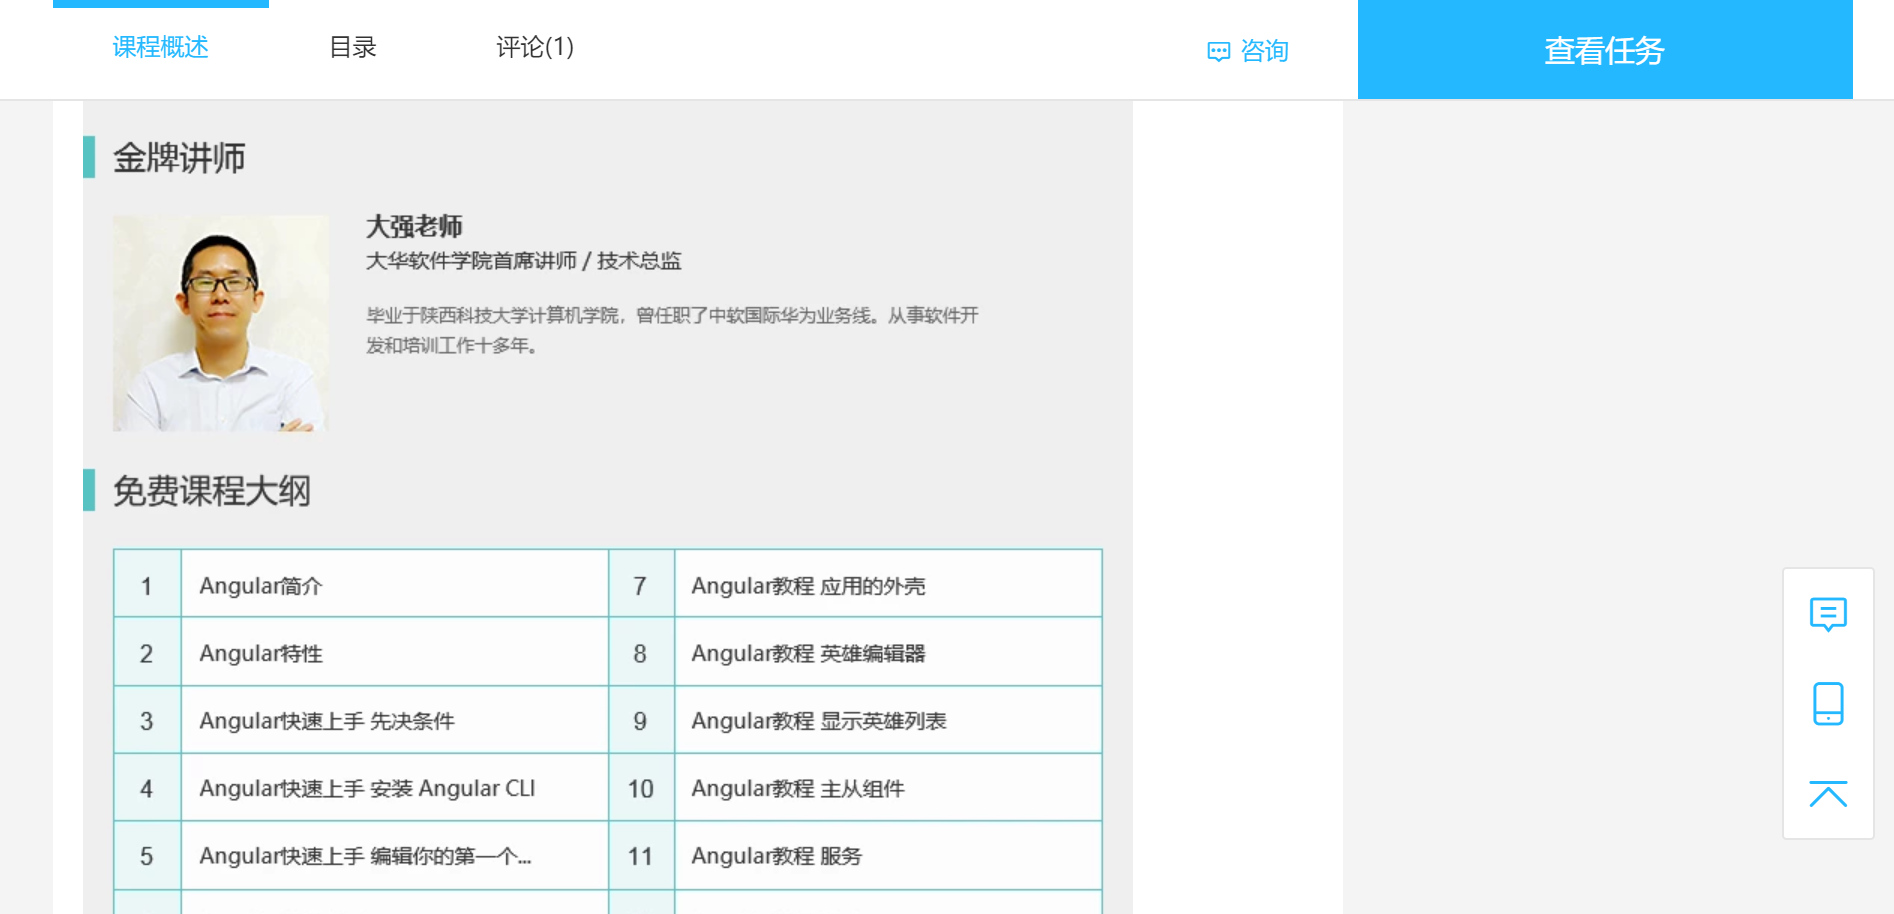 课程概述
目录
评论(1)
咨询
查看任务
金牌讲师
大强老师
大华软件学院首席讲师 / 技术总监
毕业于陕西科技大学计算机学院，曾任职了中软国际华为业务线。从事软件开
发和培训工作十多年。
免费课程大纲
1 Angular简介 7 Angular教程 应用的外壳
2 Angular特性 8 Angular教程 英雄编辑器
3 Angular快速上手 先决条件 9 Angular教程 显示英雄列表
4 Angular快速上手 安装 Angular CLI 10 Angular教程 主从组件
5 Angular快速上手 编辑你的第一个... 11 Angular教程 服务